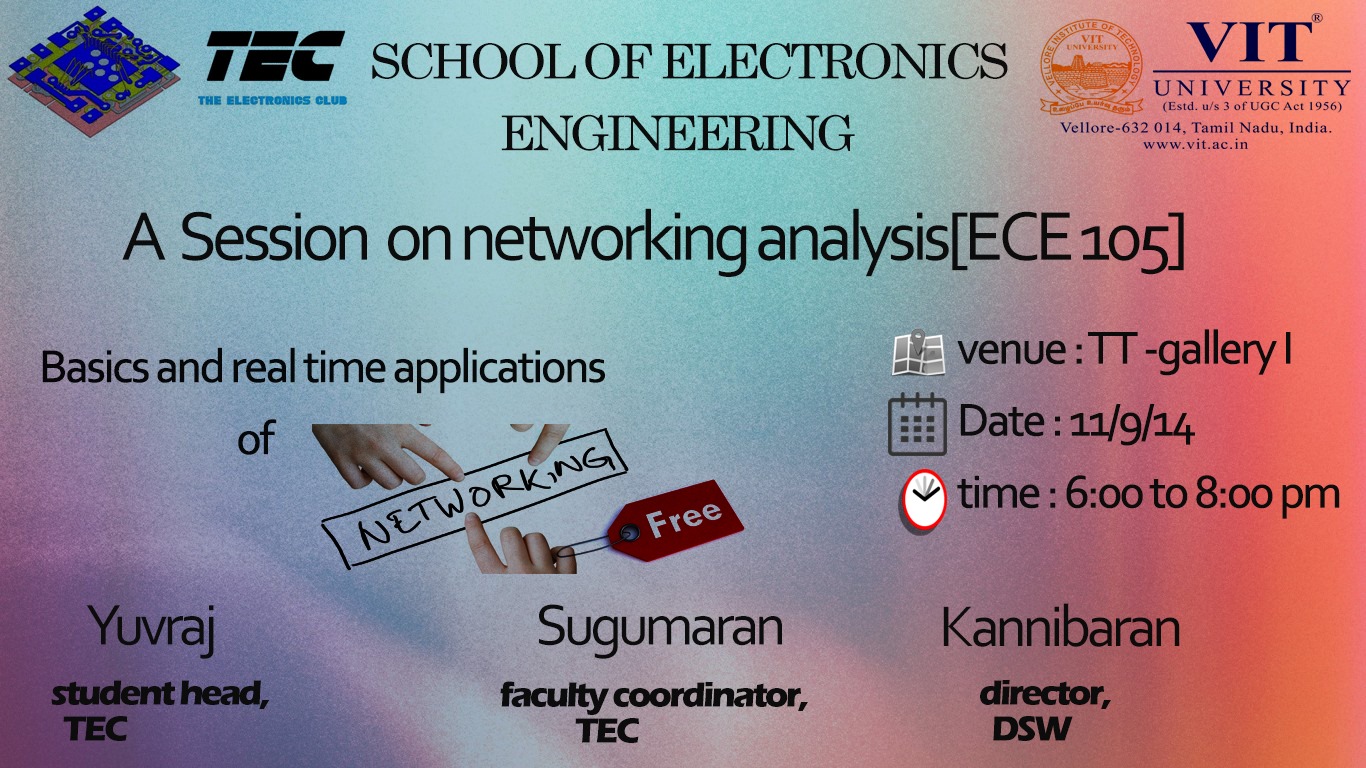 TEC
THE ELECTRONICS CLUB
SCHOOL OF ELECTRONICS
ENGINEERING
VIT
UNIVERSITY
VIT®
UNIVERSITY
(Estd. u/s 3 of UGC Act 1956)
Vellore-632 014, Tamil Nadu, India.
www.vit.ac.in
A Session on networking analysis[ECE 105]
Basics and real time applications
of
NETWORKING
Free
venue : TT -gallery I
Date : 11/9/14
time : 6:00 to 8:00 pm
Yuvraj
student head,
TEC
Sugumaran
faculty coordinator,
TEC
Kannibaran
director,
DSW